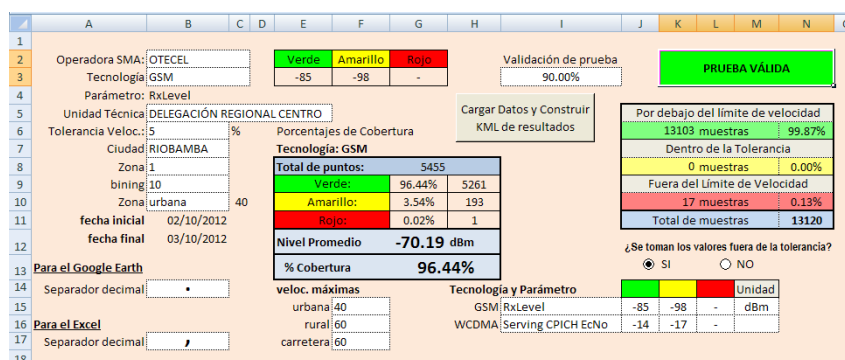 A B C D E F G H I J K L M N
1
2 Operadora SMA: OTECEL Verde Amarillo Rojo Validación de prueba PRUEBA VÁLIDA
3 Tecnología GSM -85 -98 - 90.00%
4 Parámetro: RxLevel
5 Unidad Técnica DELEGACIÓN REGIONAL CENTRO Cargar Datos y Construir KML de resultados Por debajo del límite de velocidad
6 Tolerancia Veloc.: 5 % Porcentajes de Cobertura 13103 muestras 99.87%
7 Ciudad RIOBAMBA Tecnología: GSM Dentro de la Tolerancia
8 Zona 1 Total de puntos: 5455 0 muestras 0.00%
9 bining 10 Verde: 96.44% 5261 Fuera del Límite de Velocidad
10 Zona urbana 40 Amarillo: 3.54% 193 17 muestras 0.13%
11 fecha inicial 02/10/2012 Rojo: 0.02% 1 Total de muestras 13120
12 fecha final 03/10/2012 Nivel Promedio -70.19 dBm ¿Se toman los valores fuera de la tolerancia?
13 Para el Google Earth % Cobertura 96.44% SI NO
14 Separador decimal . veloc. máximas Tecnología y Parámetro Unidad
15 urbana 40 GSM RxLevel -85 -98 - dBm
16 Para el Excel rural 60 WCDMA Serving CPICH EcNo -14 -17 -
17 Separador decimal , carretera 60
18